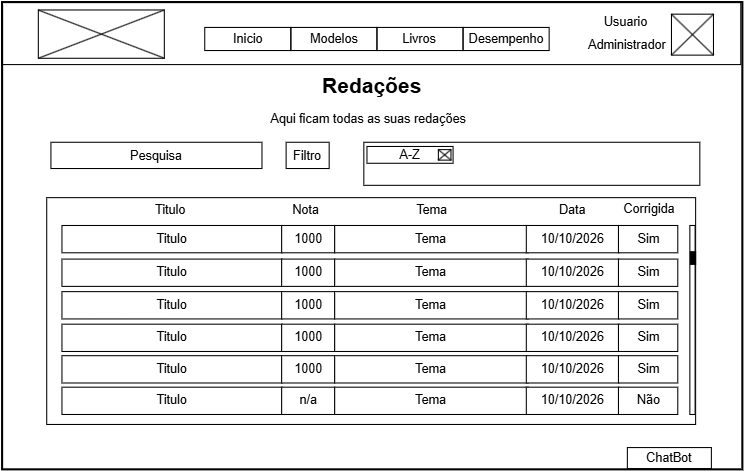 Inicio Modelos Livros Desempenho
Usuario
Administrador
Redações
Aqui ficam todas as suas redações
Pesquisa Filtro A-Z
Titulo Nota Tema Data Corrigida
Titulo 1000 Tema 10/10/2026 Sim
Titulo 1000 Tema 10/10/2026 Sim
Titulo 1000 Tema 10/10/2026 Sim
Titulo 1000 Tema 10/10/2026 Sim
Titulo 1000 Tema 10/10/2026 Sim
Titulo n/a Tema 10/10/2026 Não
ChatBot